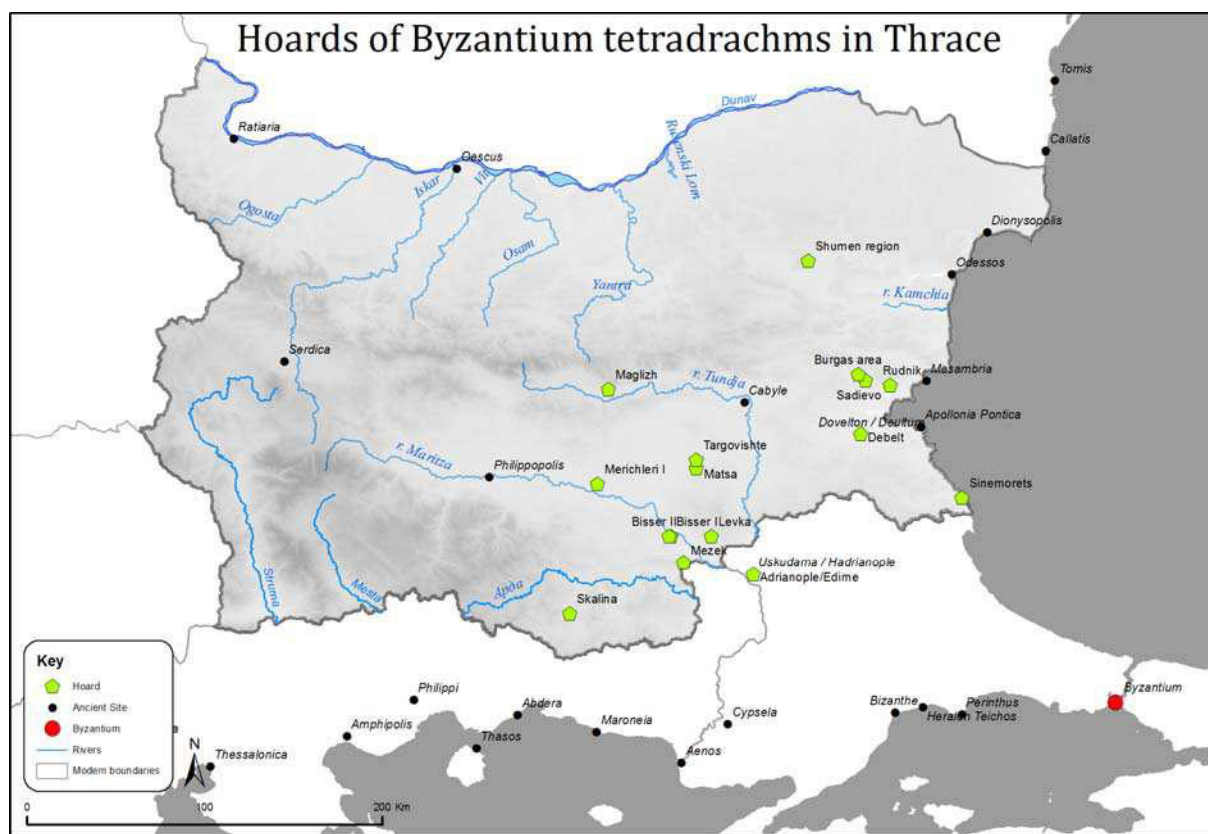 Hoards of Byzantium tetradrachms in Thrace
Tomis
Dunav
Ratiaria
Rusenski Lom
Callatis
Oescus
Iskar
Vit
Ogosta
Dionysopolis
Osam
Shumen region
Odessos
Yantra
r. Kamchia
Serdica
Burgas area
Rudnik
Mesambria
Maglizh
r. Tundja
Sadievo
Cabyle
Apollonia Pontica
Dovelton / Deultum
Debelt
r. Maritza
Targovishte
Philippopolis
Merichleri I
Matsa
Sinemorets
Bisser II
Bisser I
Levka
Mezek
Uskudama / Hadrianople
Adrianople/Edirne
Struma
Mesta
Арда
Skalina
Key
Hoard
Ancient Site
Byzantium
Rivers
Modern boundaries
Philippi
Byzantium
Abdera
Bizanthe
Perinthus
Heraion Teichos
Amphipolis
Maroneia
Cypsela
Thasos
N
Thessalonica
Aenos
0
100
200 Km